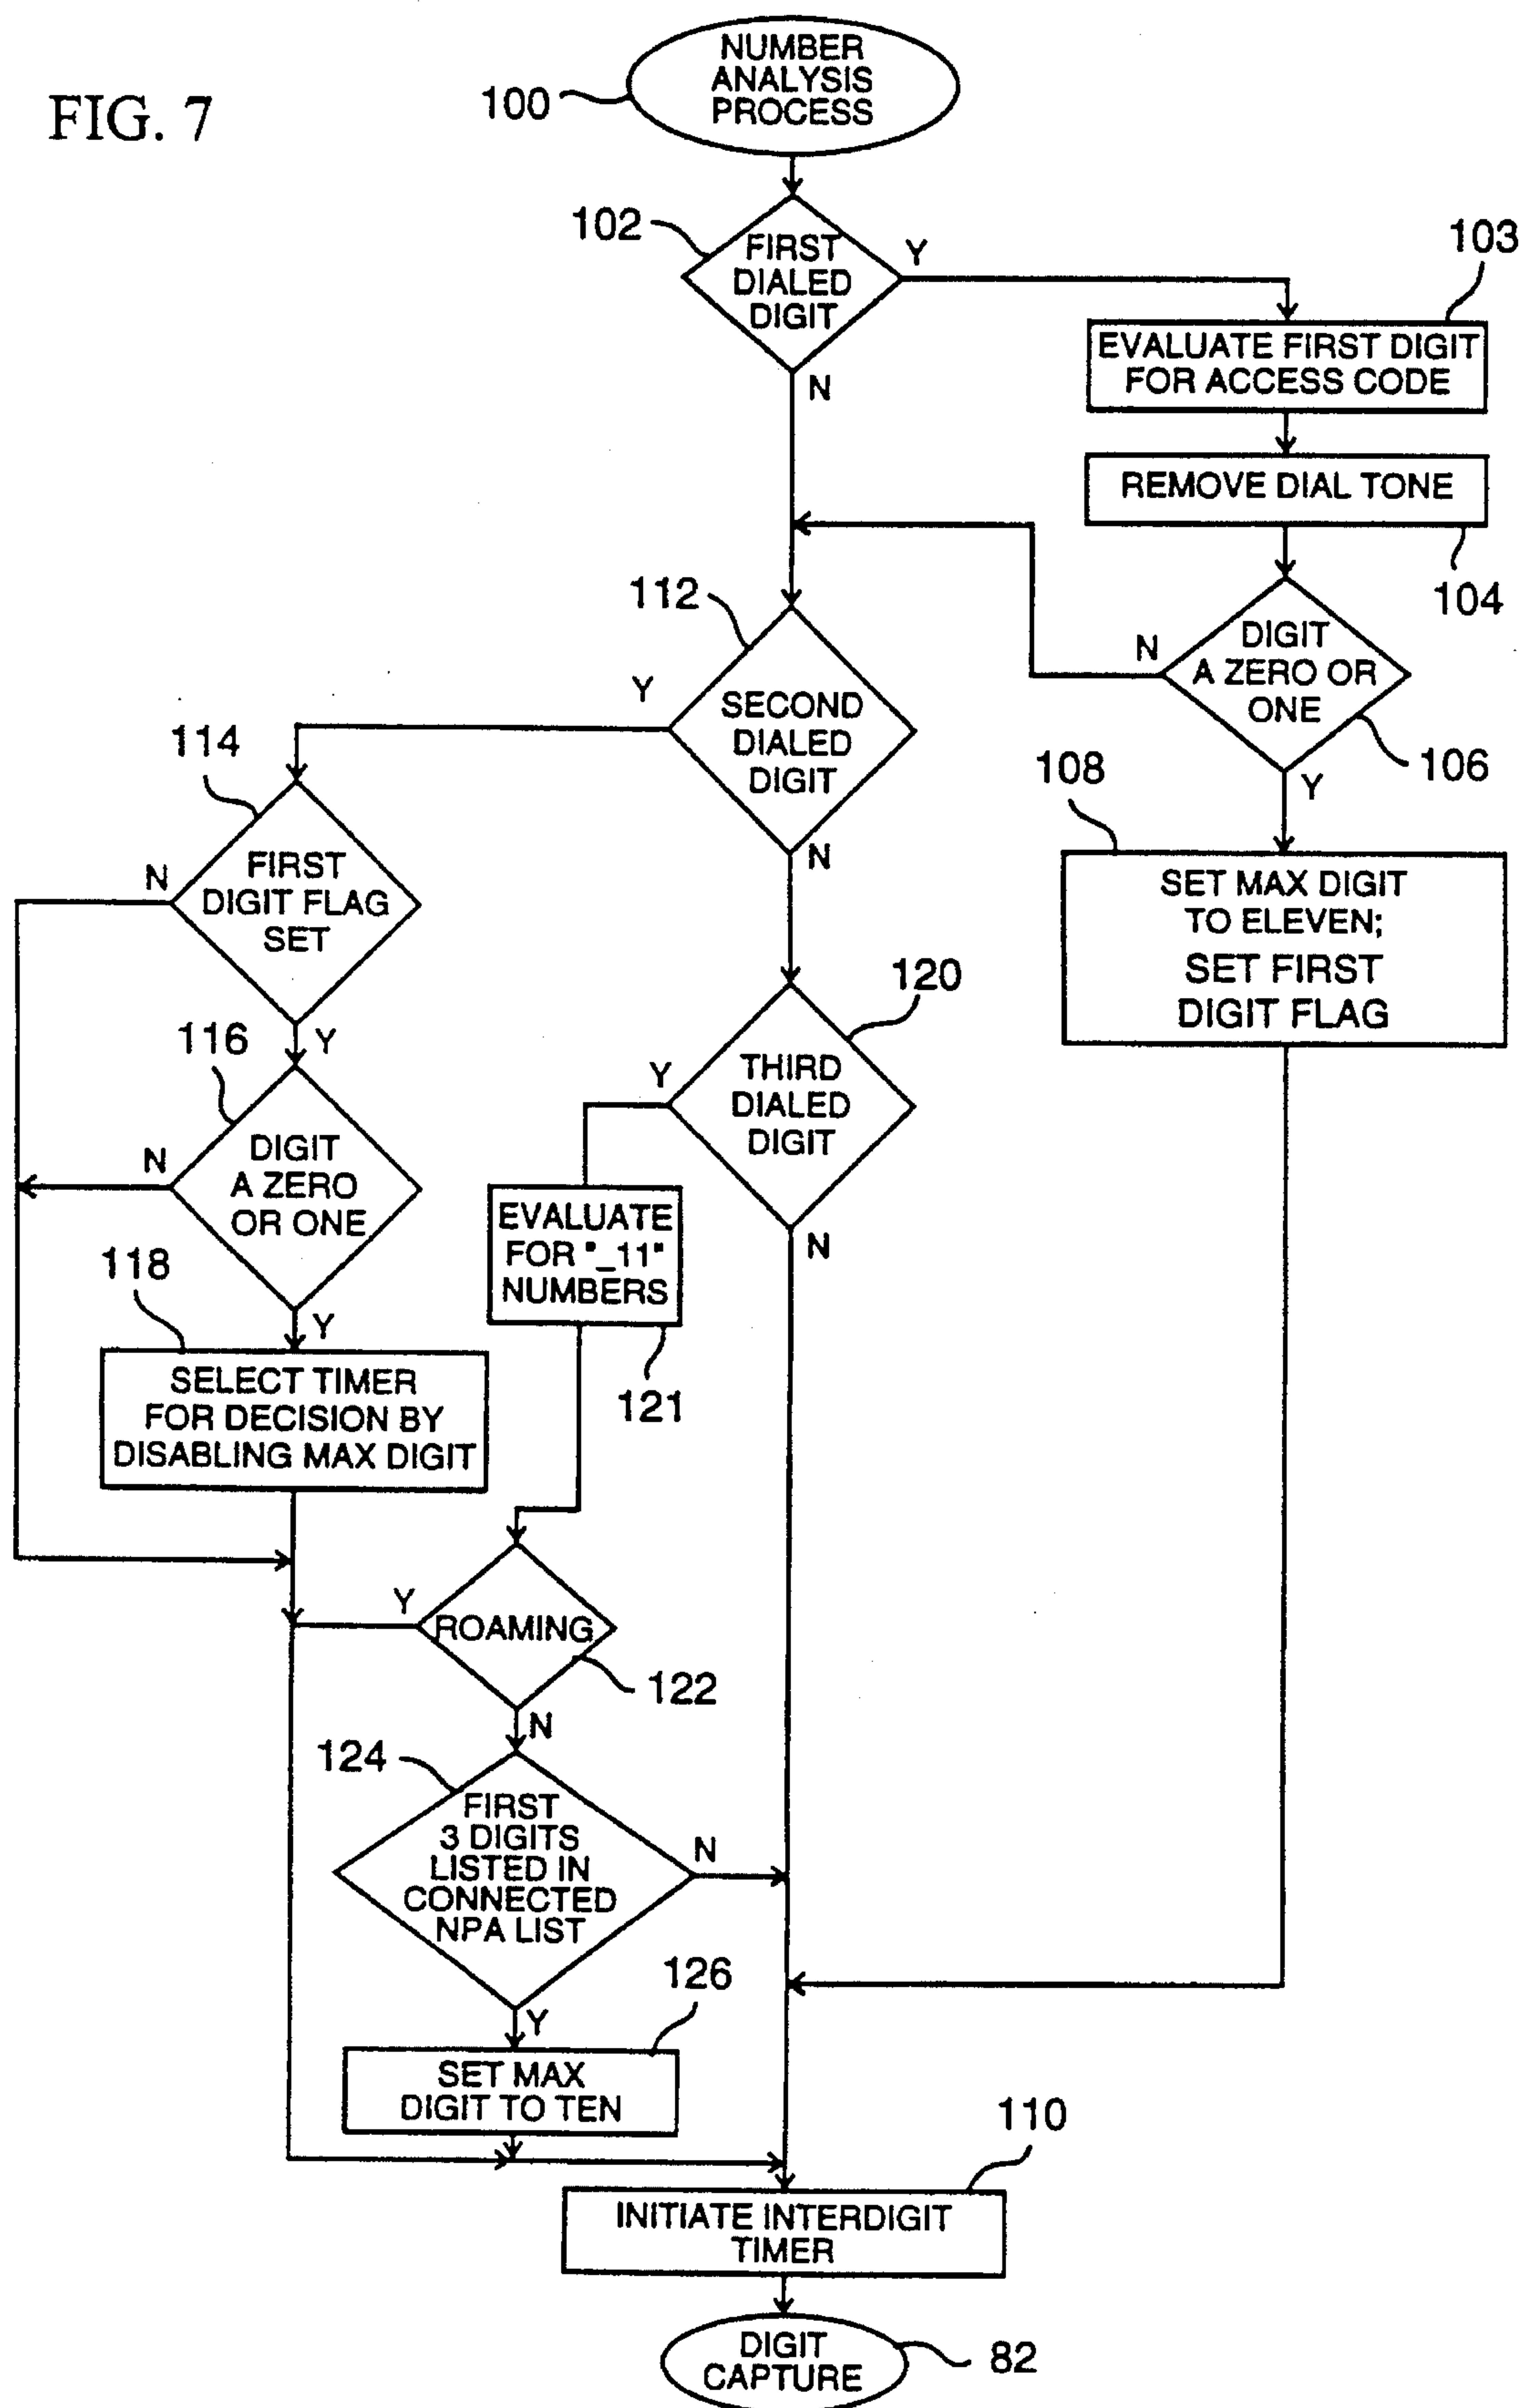 FIG. 7
NUMBER
ANALYSIS
PROCESS
100
102
FIRST
DIALED
DIGIT
Y
N
103
EVALUATE FIRST DIGIT
FOR ACCESS CODE
REMOVE DIAL TONE
104
DIGIT
A ZERO OR
ONE
N
Y
106
108
SET MAX DIGIT
TO ELEVEN;
SET FIRST
DIGIT FLAG
112
SECOND
DIALED
DIGIT
Y
N
114
FIRST
DIGIT FLAG
SET
N
Y
116
DIGIT
A ZERO
OR ONE
N
Y
118
SELECT TIMER
FOR DECISION BY
DISABLING MAX DIGIT
120
THIRD
DIALED
DIGIT
Y
N
EVALUATE
FOR "_11"
NUMBERS
121
ROAMING
Y
N
122
124
FIRST
3 DIGITS
LISTED IN
CONNECTED
NPA LIST
N
Y
126
SET MAX
DIGIT TO TEN
110
INITIATE INTERDIGIT
TIMER
DIGIT
CAPTURE
82